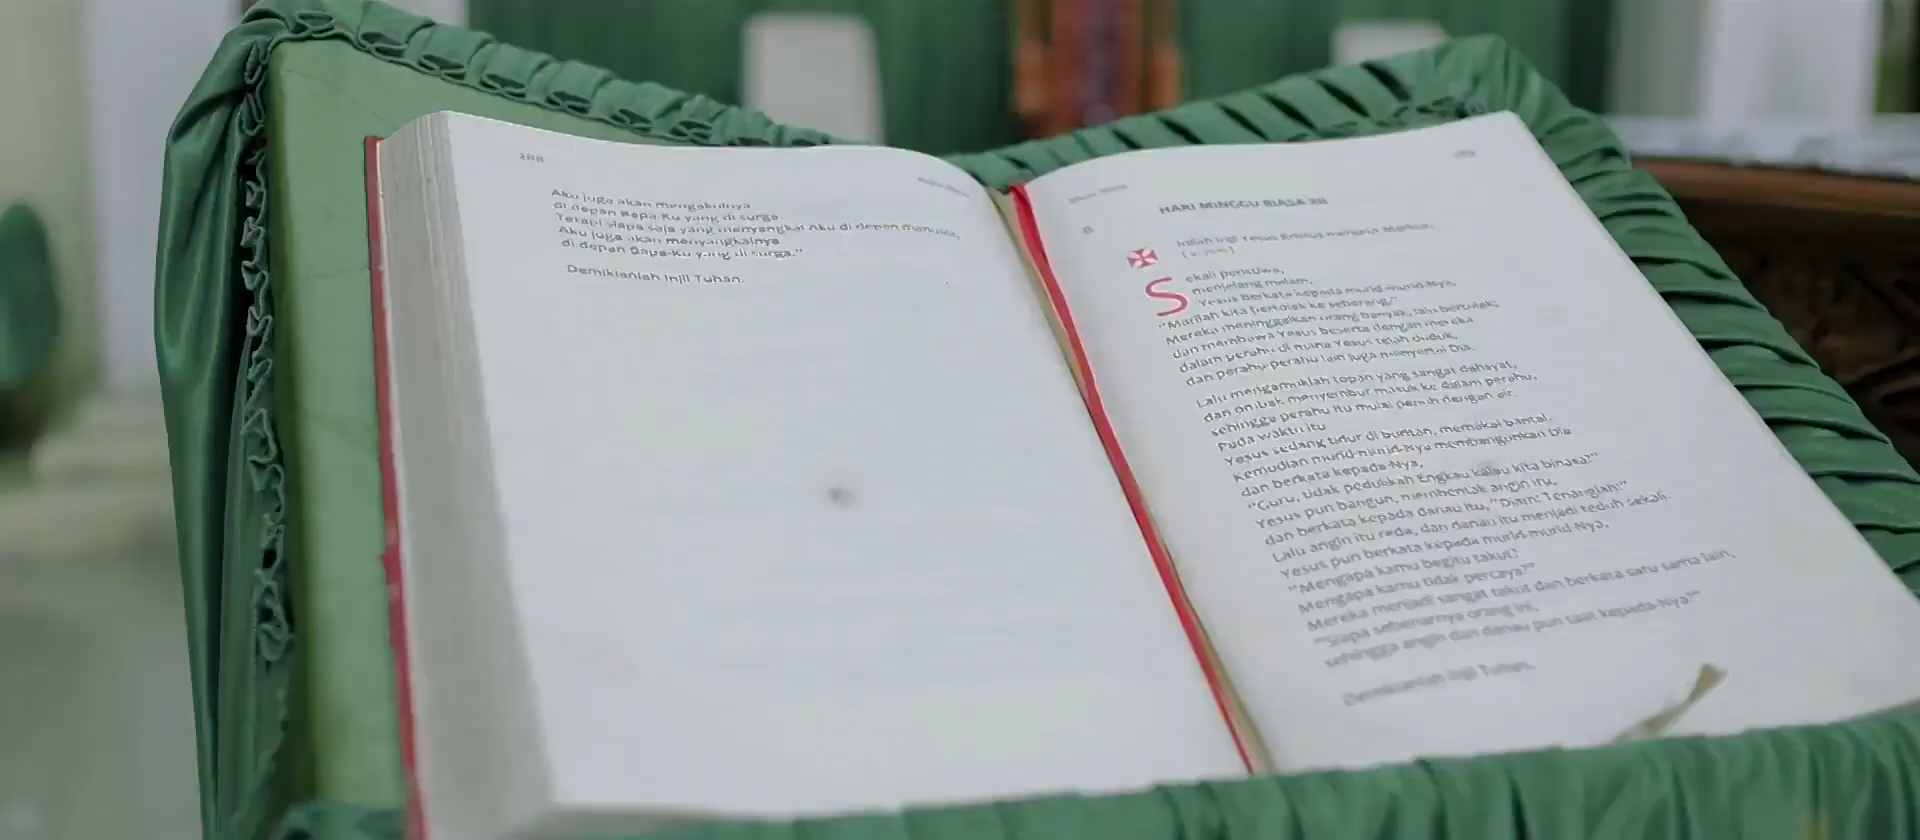 Aku juga akan mengakuinya
di depan Bapa-Ku yang di surga.
Tetapi siapa saja yang menyangkal Aku di depan manusia,
Aku juga akan menyangkalnya
di depan Bapa-Ku yang di surga."
Demikianlah Injil Tuhan.
HARI MINGGU BIASA XII
Inilah Injil Yesus Kristus menurut Markus.
Sekali peristiwa,
menjelang malam,
Yesus berkata kepada murid-murid-Nya,
"Marilah kita bertolak ke seberang."
Mereka meninggalkan orang banyak, lalu bertolak;
dan membawa Yesus beserta dengan mereka
dalam perahu di mana Yesus telah duduk,
dan perahu-perahu lain juga menyertai Dia.
Lalu mengamuklah topan yang sangat dahsyat,
dan ombak menyembur masuk ke dalam perahu,
sehingga perahu itu mulai penuh dengan air.
Pada waktu itu
Yesus sedang tidur di buritan, memakai bantal.
Kemudian murid-murid-Nya membangunkan Dia
dan berkata kepada-Nya,
"Guru, tidak pedulikah Engkau kalau kita binasa?"
Yesus pun bangun, membentak angin itu,
dan berkata kepada danau itu, "Diam! Tenanglah!"
Lalu angin itu reda, dan danau itu menjadi teduh sekali.
Yesus pun berkata kepada murid-murid-Nya,
"Mengapa kamu begitu takut?
Mengapa kamu tidak percaya?"
Mereka menjadi sangat takut dan berkata satu sama lain,
"Siapa sebenarnya orang ini,
sehingga angin dan danau pun taat kepada-Nya?"
Demikianlah Injil Tuhan.